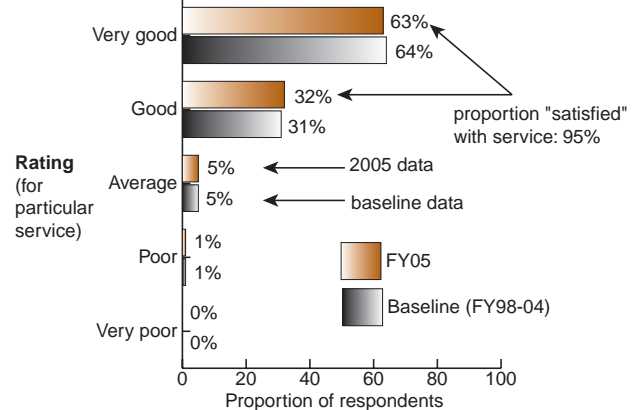 Very good
63%
64%
Good
32%
31%
proportion "satisfied"
with service: 95%
Rating
(for
particular
service)
Average
5%
5%
2005 data
baseline data
Poor
1%
1%
FY05
Baseline (FY98-04)
Very poor
0%
0%
0
20
40
60
80
100
Proportion of respondents